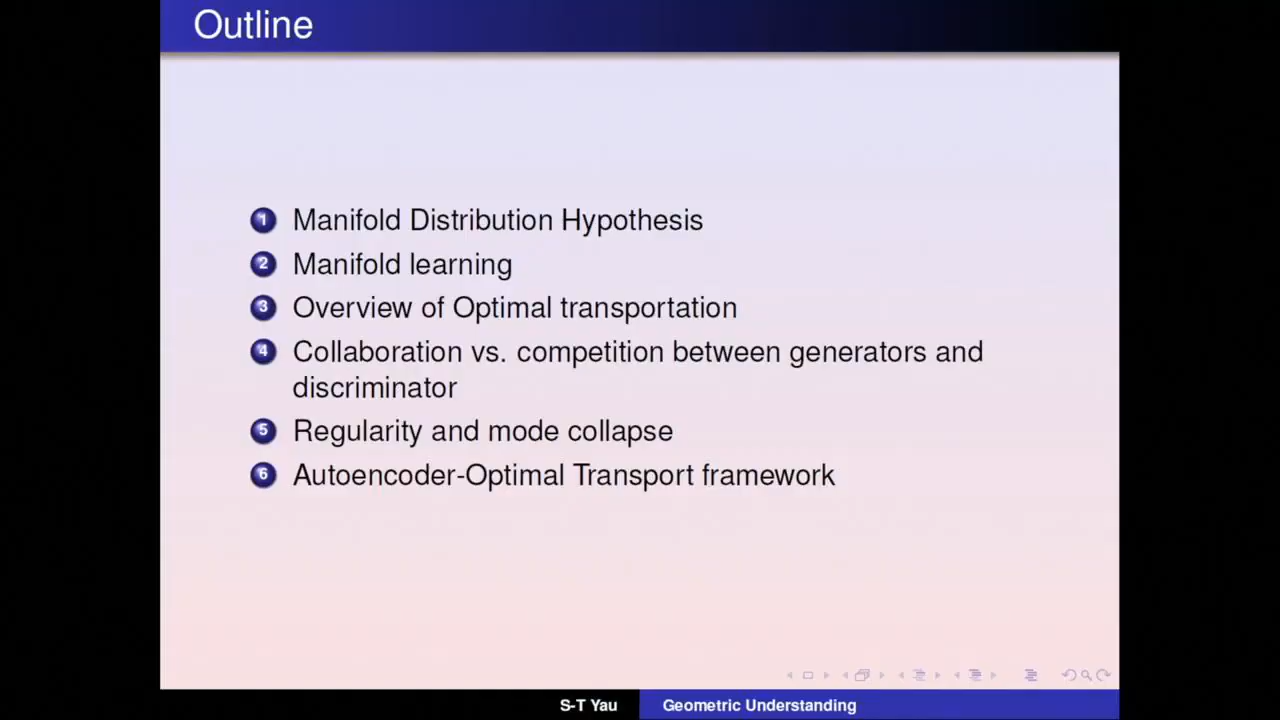 Outline
1 Manifold Distribution Hypothesis
2 Manifold learning
3 Overview of Optimal transportation
4 Collaboration vs. competition between generators and
discriminator
5 Regularity and mode collapse
6 Autoencoder-Optimal Transport framework
S-T Yau Geometric Understanding